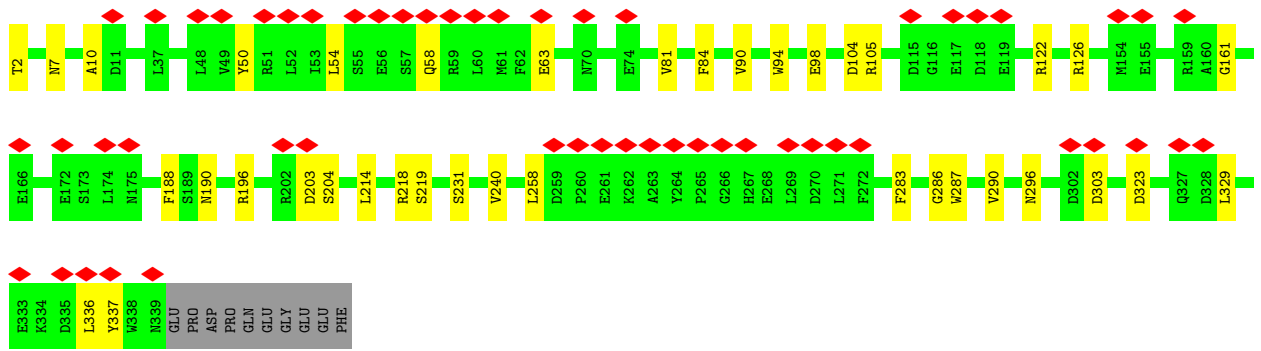 T2 N7 A10 D11 L37 L48 V49 Y50 R51 L52 I53 L54 S55 E56 S57 Q58 R59 L60 M61 F62 E63 N70 E74 V81 F84 V90 W94 E98 D104 R105 D115 G116 E117 D118 E119 R122 R126 M154 E155 R159 A160 G161
E166 E172 S173 L174 N175 F188 S189 N190 R196 R202 D203 S204 L214 R218 S219 S231 V240 L258 D259 P260 E261 K262 A263 Y264 P265 G266 H267 E268 L269 D270 L271 F272 F283 G286 W287 V290 N296 D302 D303 D323 Q327 D328 L329
E333 K334 D335 L336 Y337 W338 N339 GLU PRO ASP PRO GLN GLU GLY GLU GLU PHE